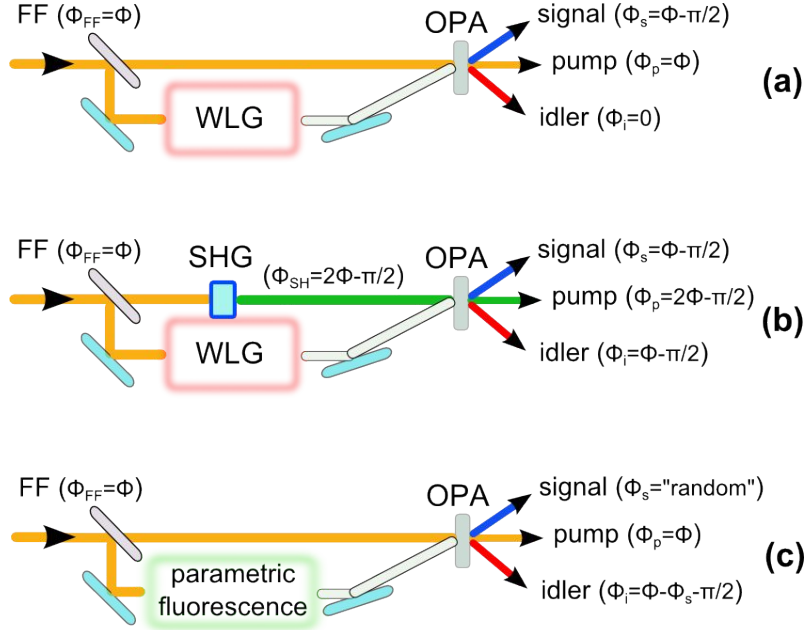 FF (Φ_FF=Φ)
OPA
signal (Φ_s=Φ-π/2)
pump (Φ_p=Φ)
idler (Φ_i=0)
WLG
(a)
FF (Φ_FF=Φ)
SHG
(Φ_SH=2Φ-π/2)
OPA
signal (Φ_s=Φ-π/2)
pump (Φ_p=2Φ-π/2)
idler (Φ_i=Φ-π/2)
WLG
(b)
FF (Φ_FF=Φ)
OPA
signal (Φ_s="random")
pump (Φ_p=Φ)
idler (Φ_i=Φ-Φ_s-π/2)
parametric
fluorescence
(c)